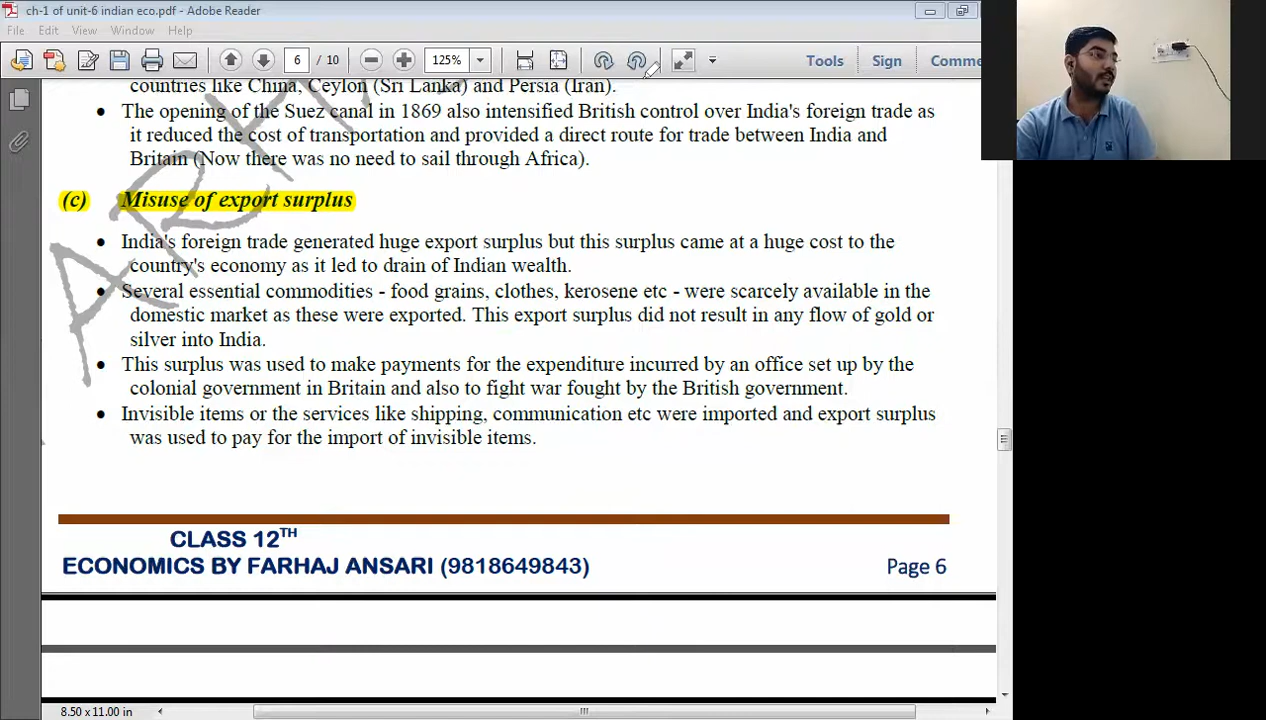 ch-1 of unit-6 indian eco.pdf - Adobe Reader
File Edit View Window Help
6 / 10 125% Tools Sign Comme
countries like China, Ceylon (Sri Lanka) and Persia (Iran).
• The opening of the Suez canal in 1869 also intensified British control over India's foreign trade as
it reduced the cost of transportation and provided a direct route for trade between India and
Britain (Now there was no need to sail through Africa).
(c) Misuse of export surplus
• India's foreign trade generated huge export surplus but this surplus came at a huge cost to the
country's economy as it led to drain of Indian wealth.
• Several essential commodities - food grains, clothes, kerosene etc - were scarcely available in the
domestic market as these were exported. This export surplus did not result in any flow of gold or
silver into India.
• This surplus was used to make payments for the expenditure incurred by an office set up by the
colonial government in Britain and also to fight war fought by the British government.
• Invisible items or the services like shipping, communication etc were imported and export surplus
was used to pay for the import of invisible items.
CLASS 12TH
ECONOMICS BY FARHAJ ANSARI (9818649843) Page 6
8.50 x 11.00 in